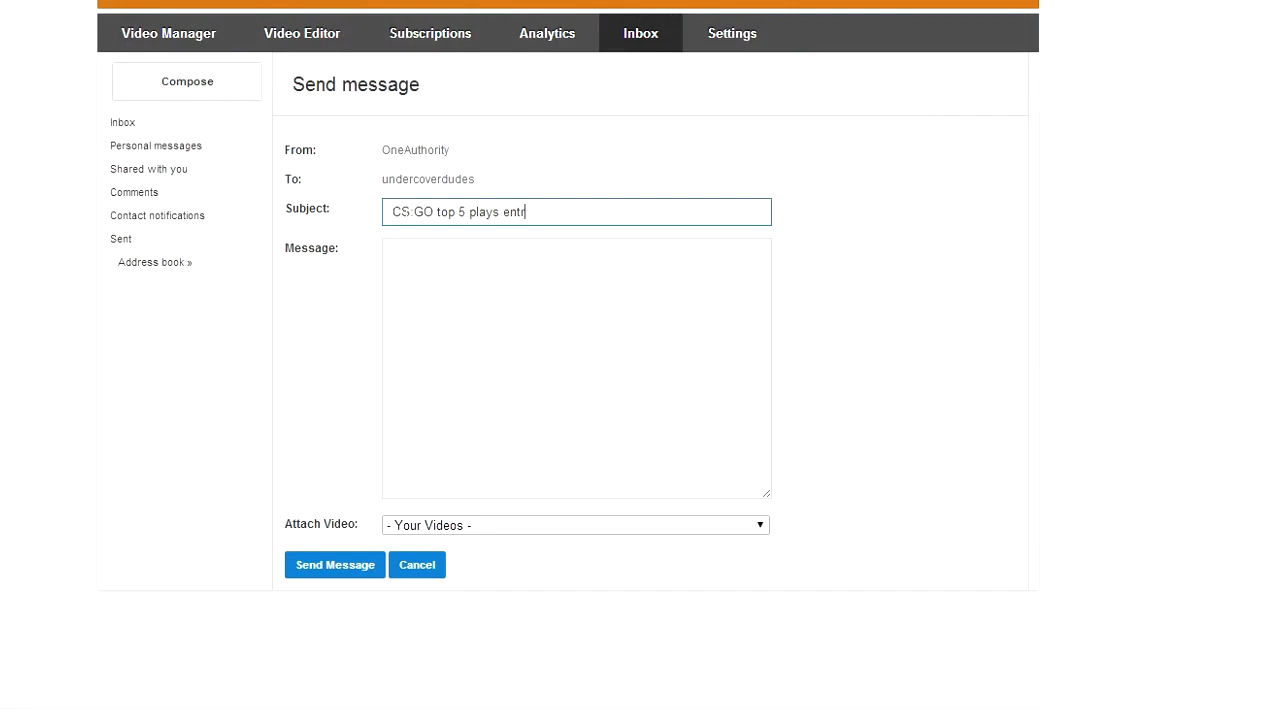 Video Manager Video Editor Subscriptions Analytics Inbox Settings
Compose
Send message
Inbox
Personal messages
Shared with you
Comments
Contact notifications
Sent
Address book »
From: OneAuthority
To: undercoverdudes
Subject: CS:GO top 5 plays entr
Message:
Attach Video: - Your Videos -
Send Message Cancel